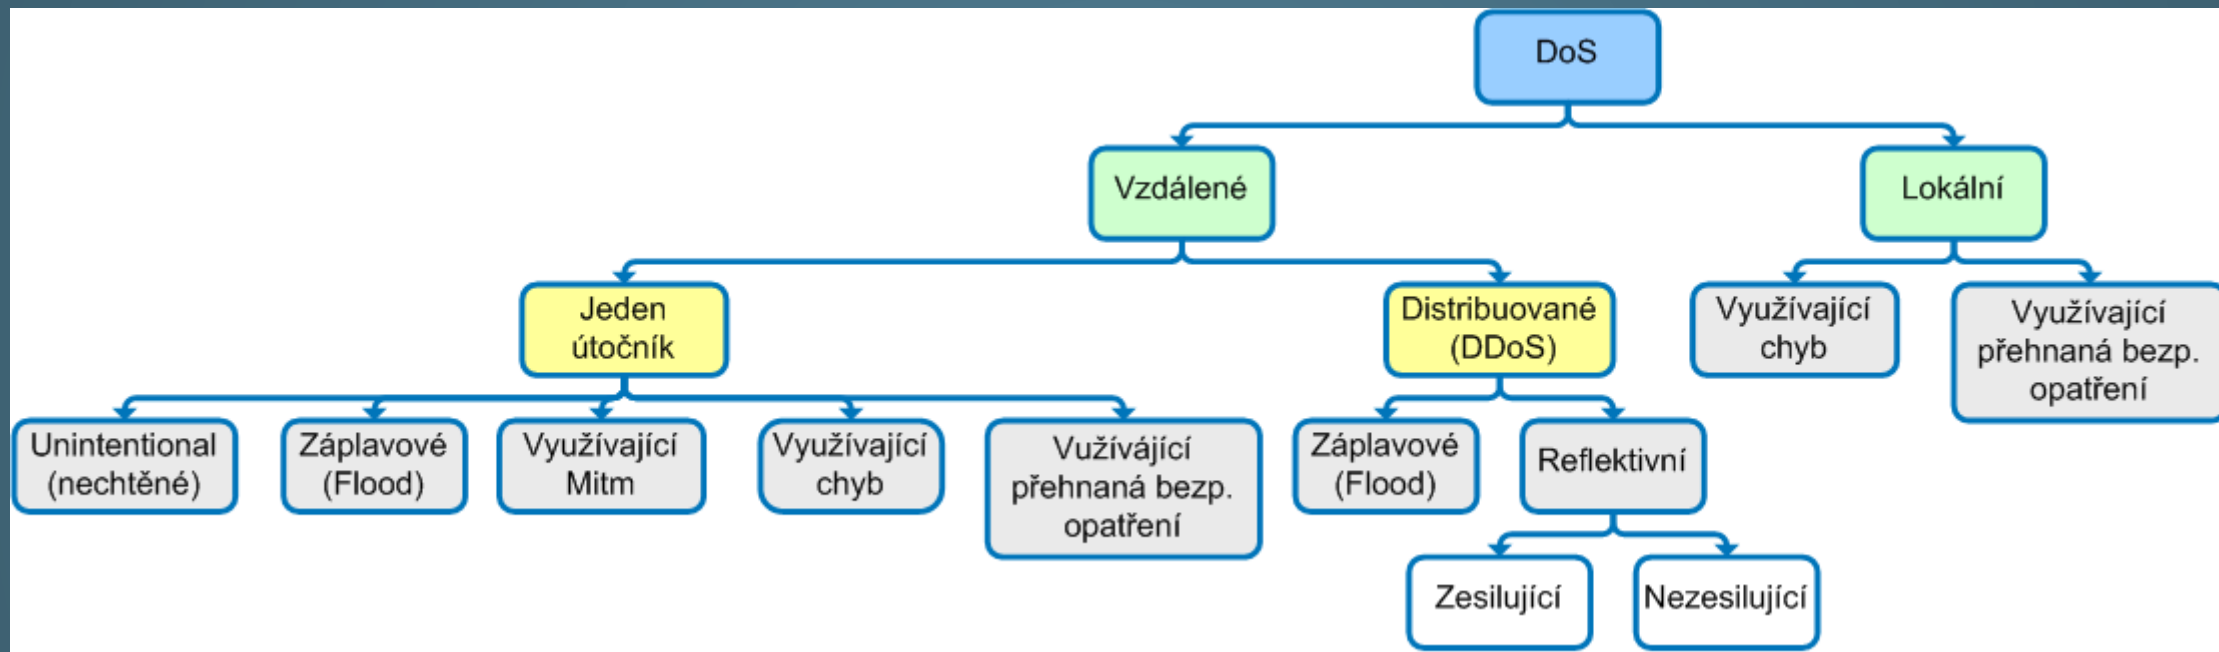 DoS
Vzdálené
Lokální
Jeden
útočník
Distribuované
(DDoS)
Využívající
chyb
Využívající
přehnaná bezp.
opatření
Unintentional
(nechtěné)
Záplavové
(Flood)
Využívající
Mitm
Využívající
chyb
Vužívájící
přehnaná bezp.
opatření
Záplavové
(Flood)
Reflektivní
Zesilující
Nezesilující